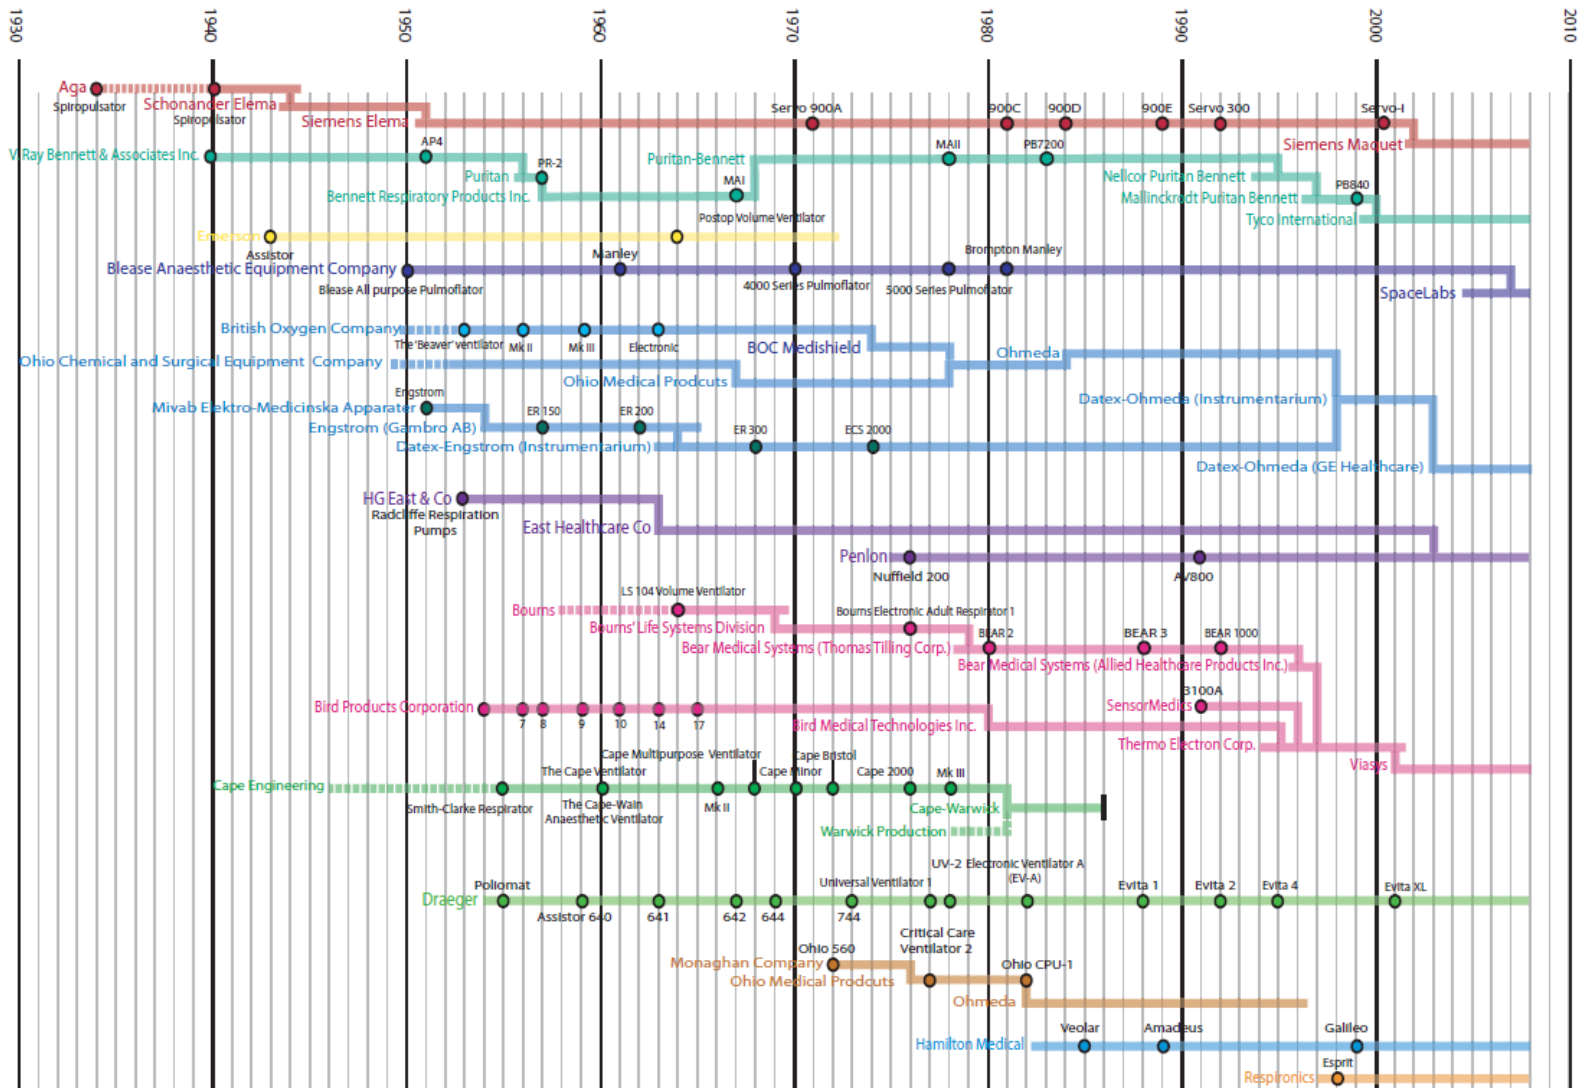 1930
1940
1950
1960
1970
1980
1990
2000
2010
Aga
Spiropulsator
Schonander Elema
Spiropulsator
Siemens Elema
Servo 900A
900C
900D
900E
Servo 300
Servo-I
Siemens Maquet
V. Ray Bennett & Associates Inc.
AP4
Puritan
PR-2
Bennett Respiratory Products Inc.
MAI
Puritan-Bennett
MAII
PB7200
Nellcor Puritan Bennett
Mallinckrodt Puritan Bennett
PB840
Tyco International
Emerson
Assistor
Postop Volume Ventilator
Blease Anaesthetic Equipment Company
Blease All purpose Pulmoflator
Manley
4000 Series Pulmoflator
5000 Series Pulmoflator
Brompton Manley
SpaceLabs
British Oxygen Company
The 'Beaver' ventilator
Mk II
Mk III
Electronic
BOC Medishield
Ohio Chemical and Surgical Equipment Company
Ohio Medical Prodcuts
Ohmeda
Mivab Elektro-Medicinska Apparater
Engstrom
Engstrom (Gambro AB)
ER 150
ER 200
Datex-Engstrom (Instrumentarium)
ER 300
ECS 2000
Datex-Ohmeda (Instrumentarium)
Datex-Ohmeda (GE Healthcare)
HG East & Co
Radcliffe Respiration
Pumps
East Healthcare Co
Penlon
Nuffield 200
AV800
Bourns
LS 104 Volume Ventilator
Bourns' Life Systems Division
Bourns Electronic Adult Respirator 1
Bear Medical Systems (Thomas Tilling Corp.)
BEAR 2
BEAR 3
BEAR 1000
Bear Medical Systems (Allied Healthcare Products Inc.)
3100A
SensorMedics
Bird Products Corporation
7
8
9
10
14
17
Bird Medical Technologies Inc.
Thermo Electron Corp.
Viasys
Cape Engineering
Smith-Clarke Respirator
The Cape Ventilator
The Cape-Wain
Anaesthetic Ventilator
Cape Multipurpose Ventilator
Mk II
Cape Minor
Cape Bristol
Cape 2000
Mk III
Cape-Warwick
Warwick Production
Draeger
Poliomat
Assistor 640
641
642
644
744
Universal Ventilator 1
UV-2
Electronic Ventilator A
(EV-A)
Evita 1
Evita 2
Evita 4
Evita XL
Monaghan Company
Ohio 560
Ohio Medical Prodcuts
Critical Care
Ventilator 2
Ohio CPU-1
Ohmeda
Hamilton Medical
Veolar
Amadeus
Galileo
Respironics
Esprit